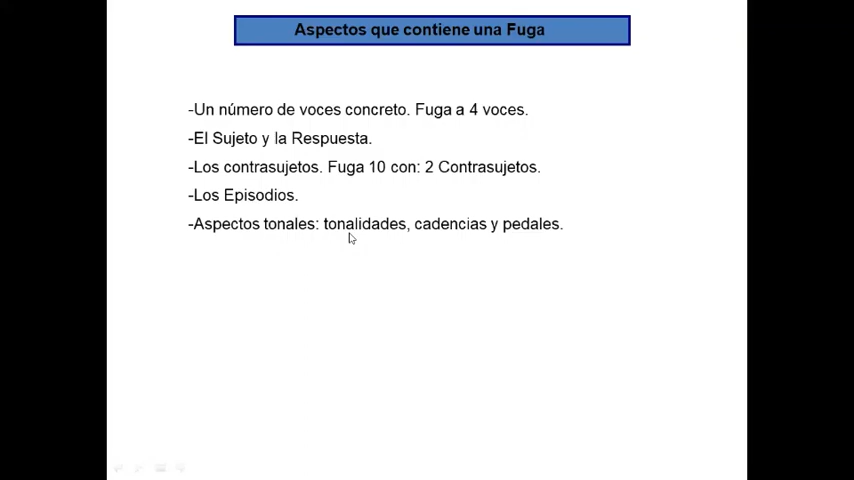 Aspectos que contiene una Fuga
-Un número de voces concreto. Fuga a 4 voces.
-El Sujeto y la Respuesta.
-Los contrasujetos. Fuga 10 con: 2 Contrasujetos.
-Los Episodios.
-Aspectos tonales: tonalidades, cadencias y pedales.